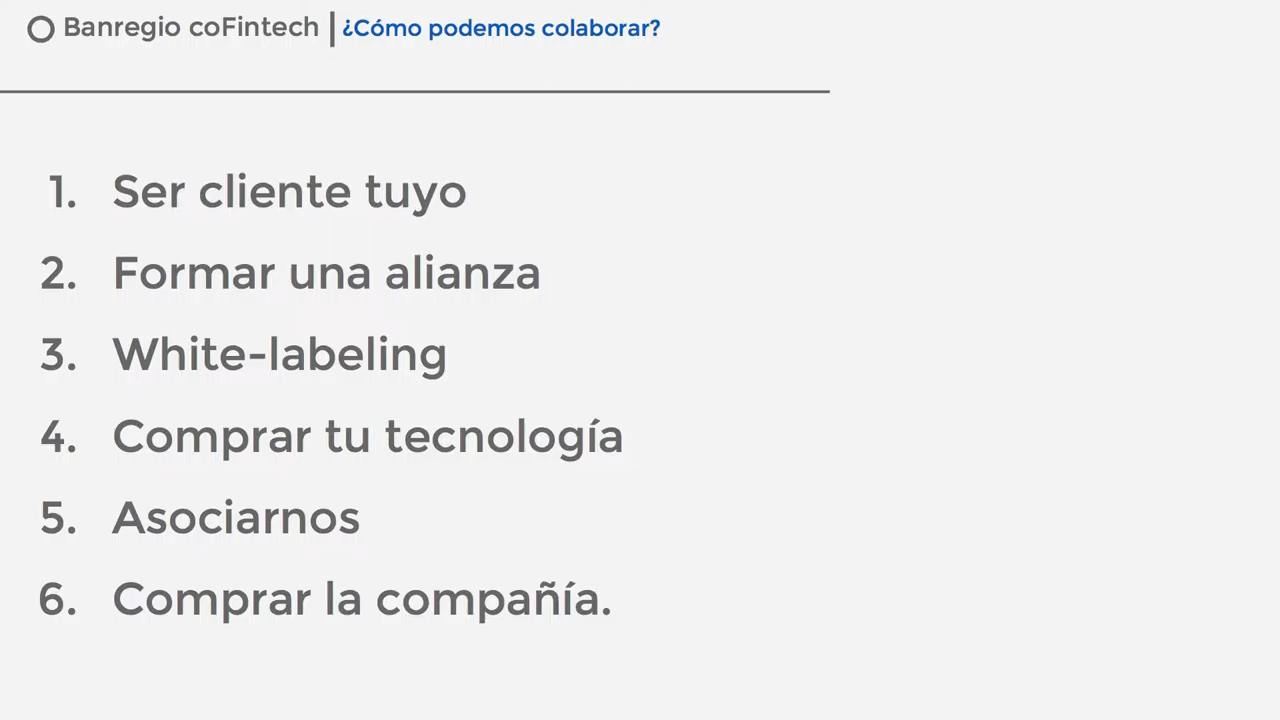 Banregio coFintech | ¿Cómo podemos colaborar?
1. Ser cliente tuyo
2. Formar una alianza
3. White-labeling
4. Comprar tu tecnología
5. Asociarnos
6. Comprar la compañía.